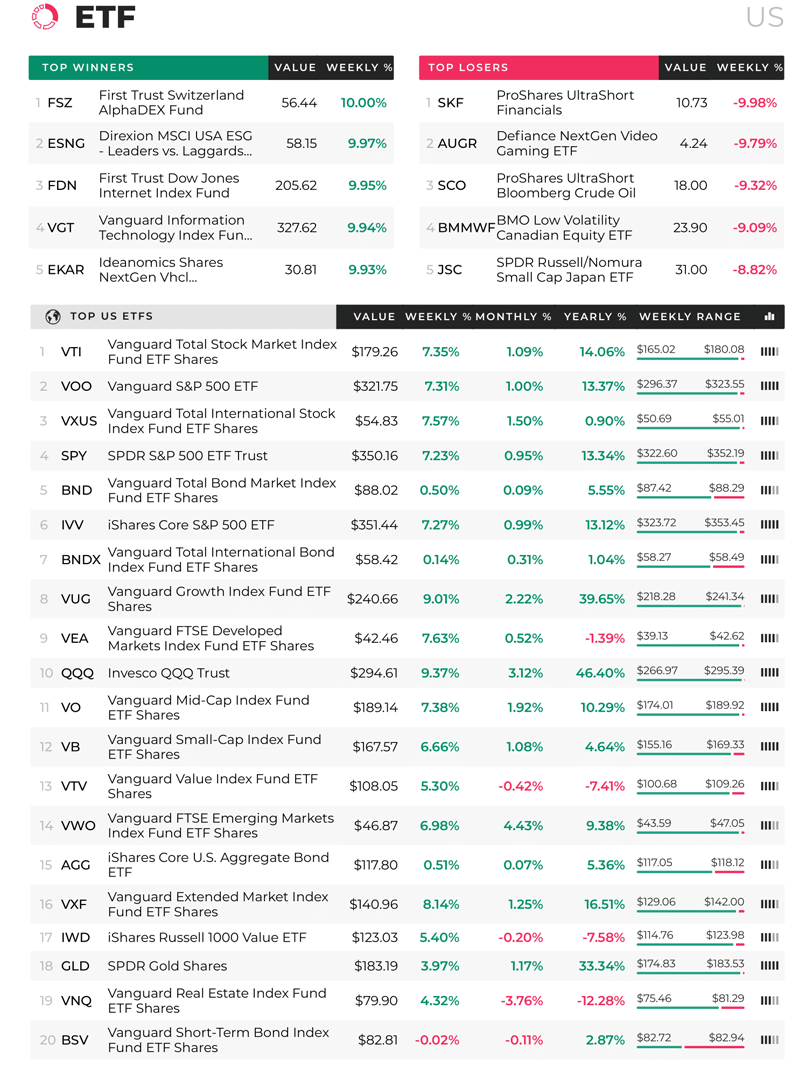 ETF
US
TOP WINNERS VALUE WEEKLY %
1 FSZ First Trust Switzerland AlphaDEX Fund 56.44 10.00%
2 ESNG Direxion MSCI USA ESG - Leaders vs. Laggards... 58.15 9.97%
3 FDN First Trust Dow Jones Internet Index Fund 205.62 9.95%
4 VGT Vanguard Information Technology Index Fun... 327.62 9.94%
5 EKAR Ideanomics Shares NextGen Vhcl... 30.81 9.93%
TOP LOSERS VALUE WEEKLY %
1 SKF ProShares UltraShort Financials 10.73 -9.98%
2 AUGR Defiance NextGen Video Gaming ETF 4.24 -9.79%
3 SCO ProShares UltraShort Bloomberg Crude Oil 18.00 -9.32%
4 BMMWF BMO Low Volatility Canadian Equity ETF 23.90 -9.09%
5 JSC SPDR Russell/Nomura Small Cap Japan ETF 31.00 -8.82%
TOP US ETFS VALUE WEEKLY % MONTHLY % YEARLY % WEEKLY RANGE
1 VTI Vanguard Total Stock Market Index Fund ETF Shares $179.26 7.35% 1.09% 14.06% $165.02 $180.08
2 VOO Vanguard S&P 500 ETF $321.75 7.31% 1.00% 13.37% $296.37 $323.55
3 VXUS Vanguard Total International Stock Index Fund ETF Shares $54.83 7.57% 1.50% 0.90% $50.69 $55.01
4 SPY SPDR S&P 500 ETF Trust $350.16 7.23% 0.95% 13.34% $322.60 $352.19
5 BND Vanguard Total Bond Market Index Fund ETF Shares $88.02 0.50% 0.09% 5.55% $87.42 $88.29
6 IVV iShares Core S&P 500 ETF $351.44 7.27% 0.99% 13.12% $323.72 $353.45
7 BNDX Vanguard Total International Bond Index Fund ETF Shares $58.42 0.14% 0.31% 1.04% $58.27 $58.49
8 VUG Vanguard Growth Index Fund ETF Shares $240.66 9.01% 2.22% 39.65% $218.28 $241.34
9 VEA Vanguard FTSE Developed Markets Index Fund ETF Shares $42.46 7.63% 0.52% -1.39% $39.13 $42.62
10 QQQ Invesco QQQ Trust $294.61 9.37% 3.12% 46.40% $266.97 $295.39
11 VO Vanguard Mid-Cap Index Fund ETF Shares $189.14 7.38% 1.92% 10.29% $174.01 $189.92
12 VB Vanguard Small-Cap Index Fund ETF Shares $167.57 6.66% 1.08% 4.64% $155.16 $169.33
13 VTV Vanguard Value Index Fund ETF Shares $108.05 5.30% -0.42% -7.41% $100.68 $109.26
14 VWO Vanguard FTSE Emerging Markets Index Fund ETF Shares $46.87 6.98% 4.43% 9.38% $43.59 $47.05
15 AGG iShares Core U.S. Aggregate Bond ETF $117.80 0.51% 0.07% 5.36% $117.05 $118.12
16 VXF Vanguard Extended Market Index Fund ETF Shares $140.96 8.14% 1.25% 16.51% $129.06 $142.00
17 IWD iShares Russell 1000 Value ETF $123.03 5.40% -0.20% -7.58% $114.76 $123.98
18 GLD SPDR Gold Shares $183.19 3.97% 1.17% 33.34% $174.83 $183.53
19 VNQ Vanguard Real Estate Index Fund ETF Shares $79.90 4.32% -3.76% -12.28% $75.46 $81.29
20 BSV Vanguard Short-Term Bond Index Fund ETF Shares $82.81 -0.02% -0.11% 2.87% $82.72 $82.94